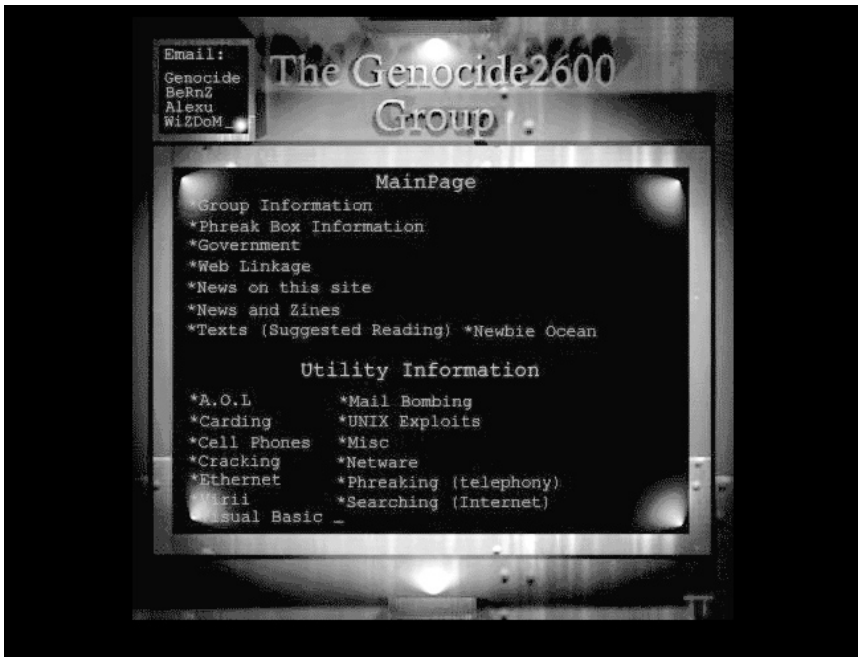 Email:
Genocide
BeRnZ
Alexu
WiZDoM_
The Genocide2600
Group
MainPage
*Group Information
*Phreak Box Information
*Government
*Web Linkage
*News on this site
*News and Zines
*Texts (Suggested Reading) *Newbie Ocean
Utility Information
*A.O.L *Mail Bombing
*Carding *UNIX Exploits
*Cell Phones *Misc
*Cracking *Netware
*Ethernet *Phreaking (telephony)
*Virii *Searching (Internet)
*Visual Basic _